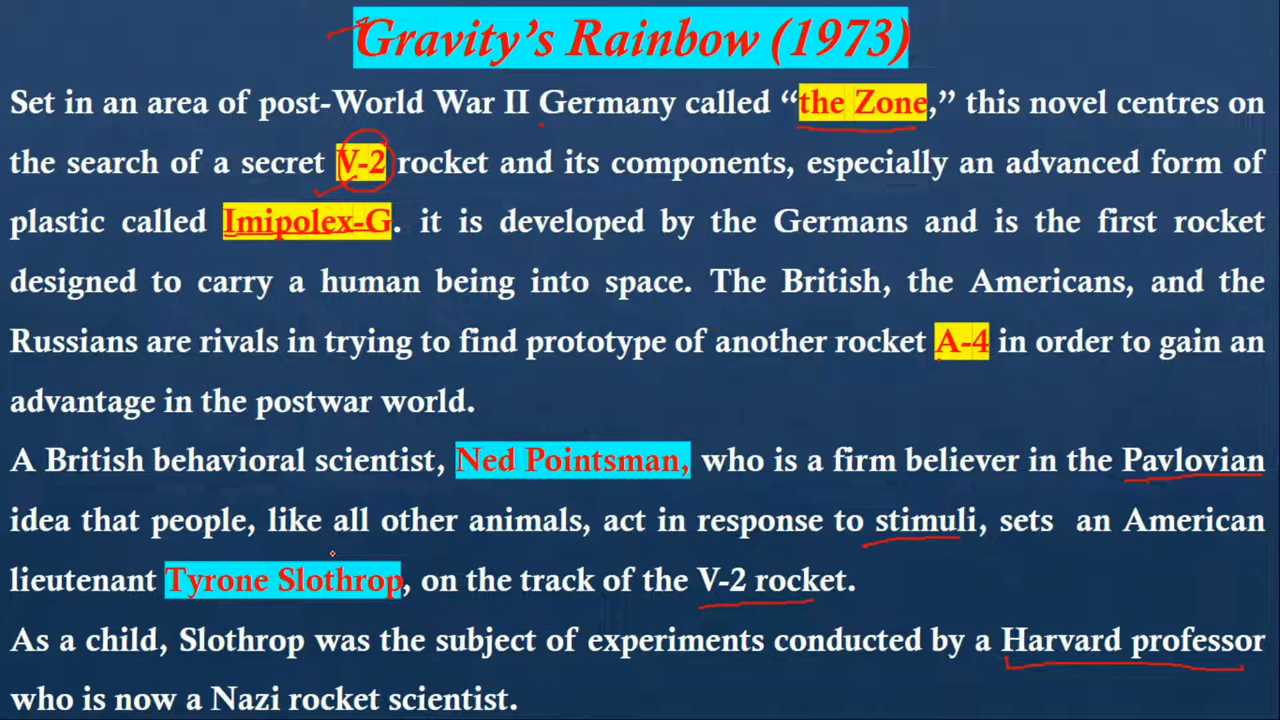 Gravity's Rainbow (1973)
Set in an area of post-World War II Germany called “the Zone,” this novel centres on
the search of a secret V-2 rocket and its components, especially an advanced form of
plastic called Imipolex-G. it is developed by the Germans and is the first rocket
designed to carry a human being into space. The British, the Americans, and the
Russians are rivals in trying to find prototype of another rocket A-4 in order to gain an
advantage in the postwar world.
A British behavioral scientist, Ned Pointsman, who is a firm believer in the Pavlovian
idea that people, like all other animals, act in response to stimuli, sets an American
lieutenant Tyrone Slothrop, on the track of the V-2 rocket.
As a child, Slothrop was the subject of experiments conducted by a Harvard professor
who is now a Nazi rocket scientist.